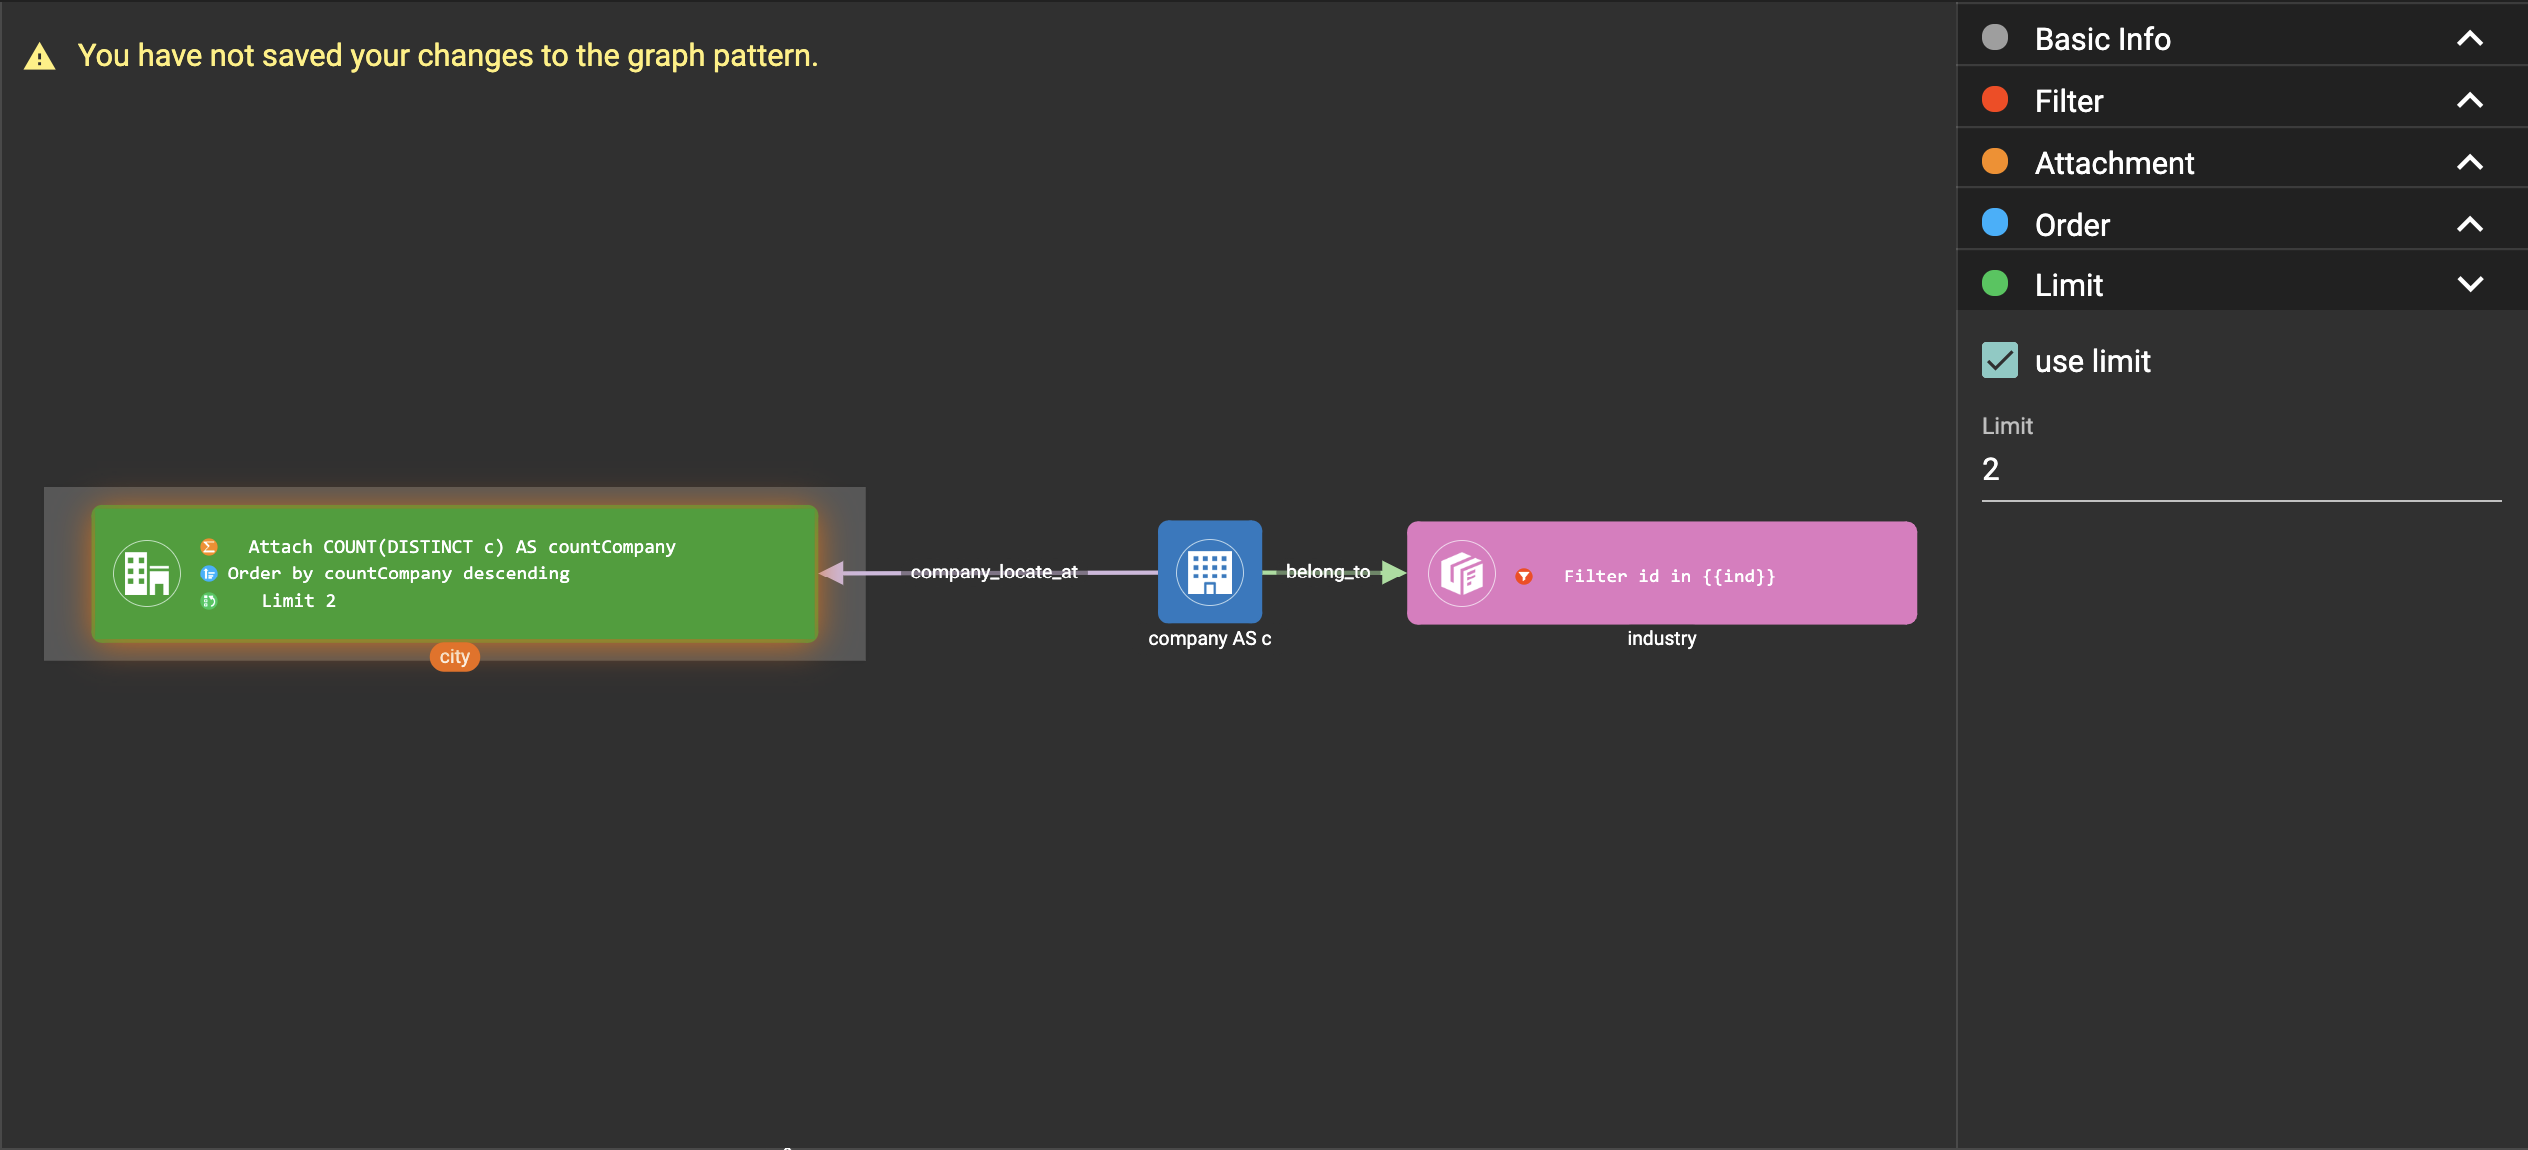 You have not saved your changes to the graph pattern.
Attach COUNT(DISTINCT c) AS countCompany
Order by countCompany descending
Limit 2
city
company_locate_at
company AS c
belong_to
Filter id in {{ind}}
industry
Basic Info
Filter
Attachment
Order
Limit
use limit
Limit
2